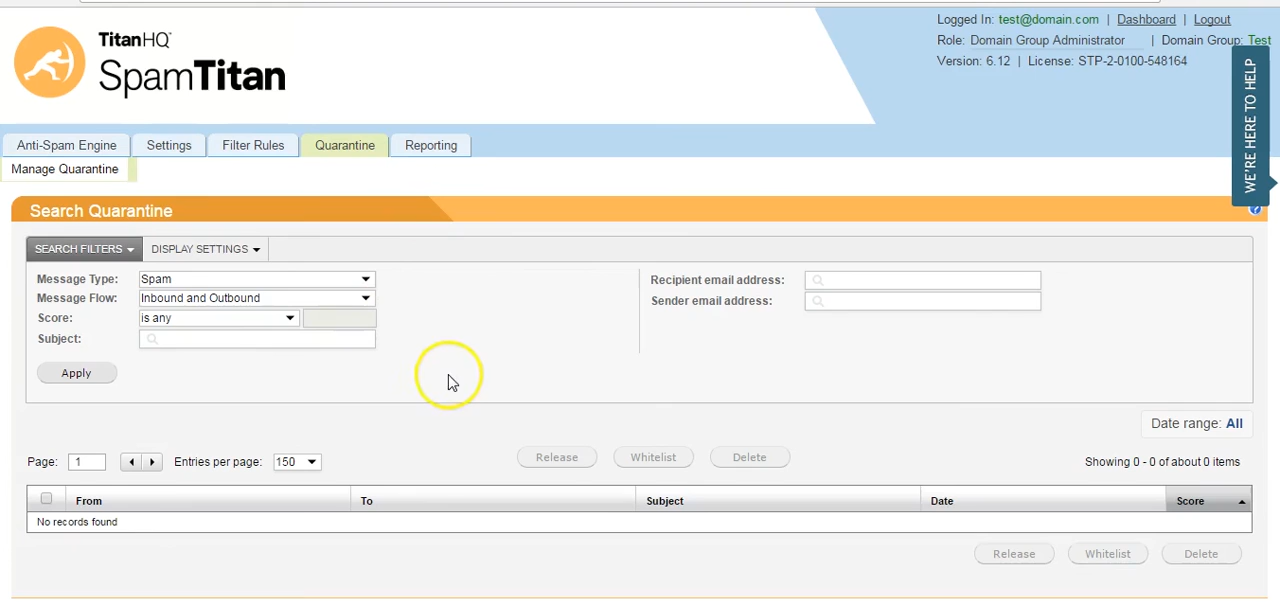 Logged In: test@domain.com | Dashboard | Logout
TitanHQ
SpamTitan
Role: Domain Group Administrator | Domain Group: Test
Version: 6.12 | License: STP-2-0100-548164
WE'RE HERE TO HELP
Anti-Spam Engine Settings Filter Rules Quarantine Reporting
Manage Quarantine
Search Quarantine
?
SEARCH FILTERS DISPLAY SETTINGS
Message Type: Spam Recipient email address:
Message Flow: Inbound and Outbound Sender email address:
Score: is any
Subject:
Apply
Date range: All
Page: 1 Entries per page: 150 Release Whitelist Delete Showing 0 - 0 of about 0 items
From To Subject Date Score
No records found
Release Whitelist Delete